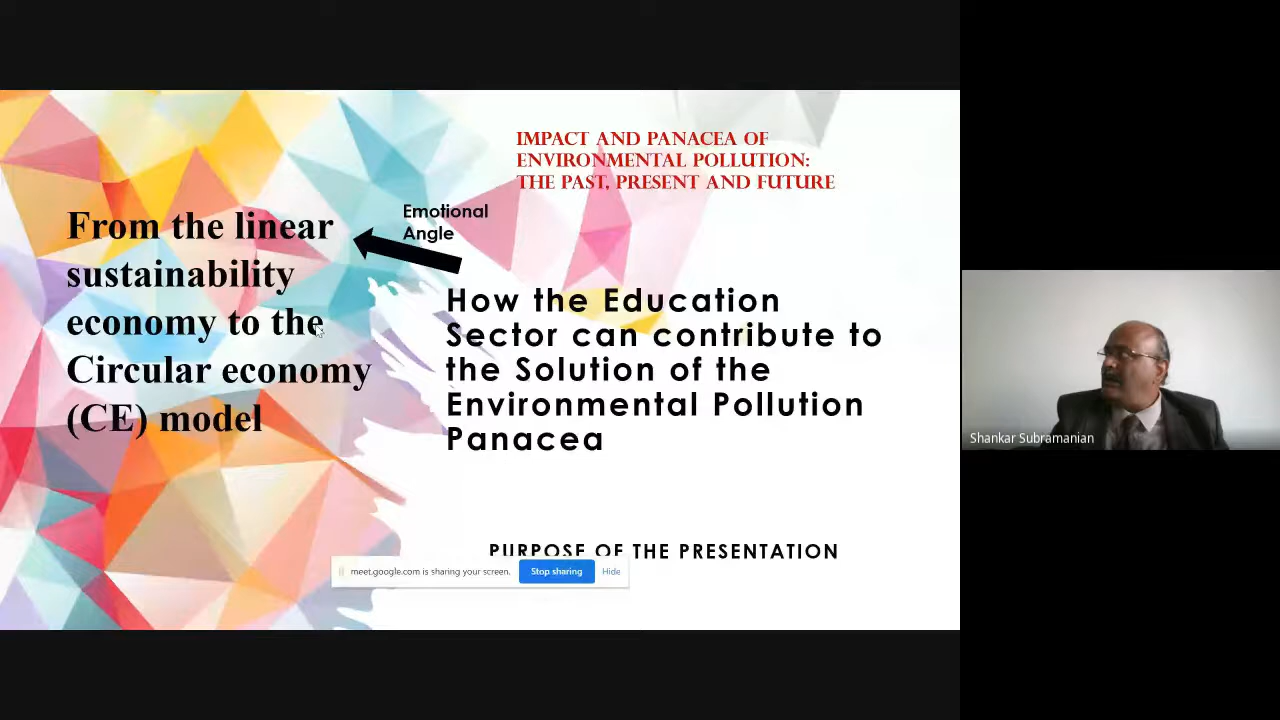 IMPACT AND PANACEA OF
ENVIRONMENTAL POLLUTION:
THE PAST, PRESENT AND FUTURE
Emotional
Angle
From the linear
sustainability
economy to the
Circular economy
(CE) model
How the Education
Sector can contribute to
the Solution of the
Environmental Pollution
Panacea
PURPOSE OF THE PRESENTATION
meet.google.com is sharing your screen. Stop sharing Hide
Shankar Subramanian